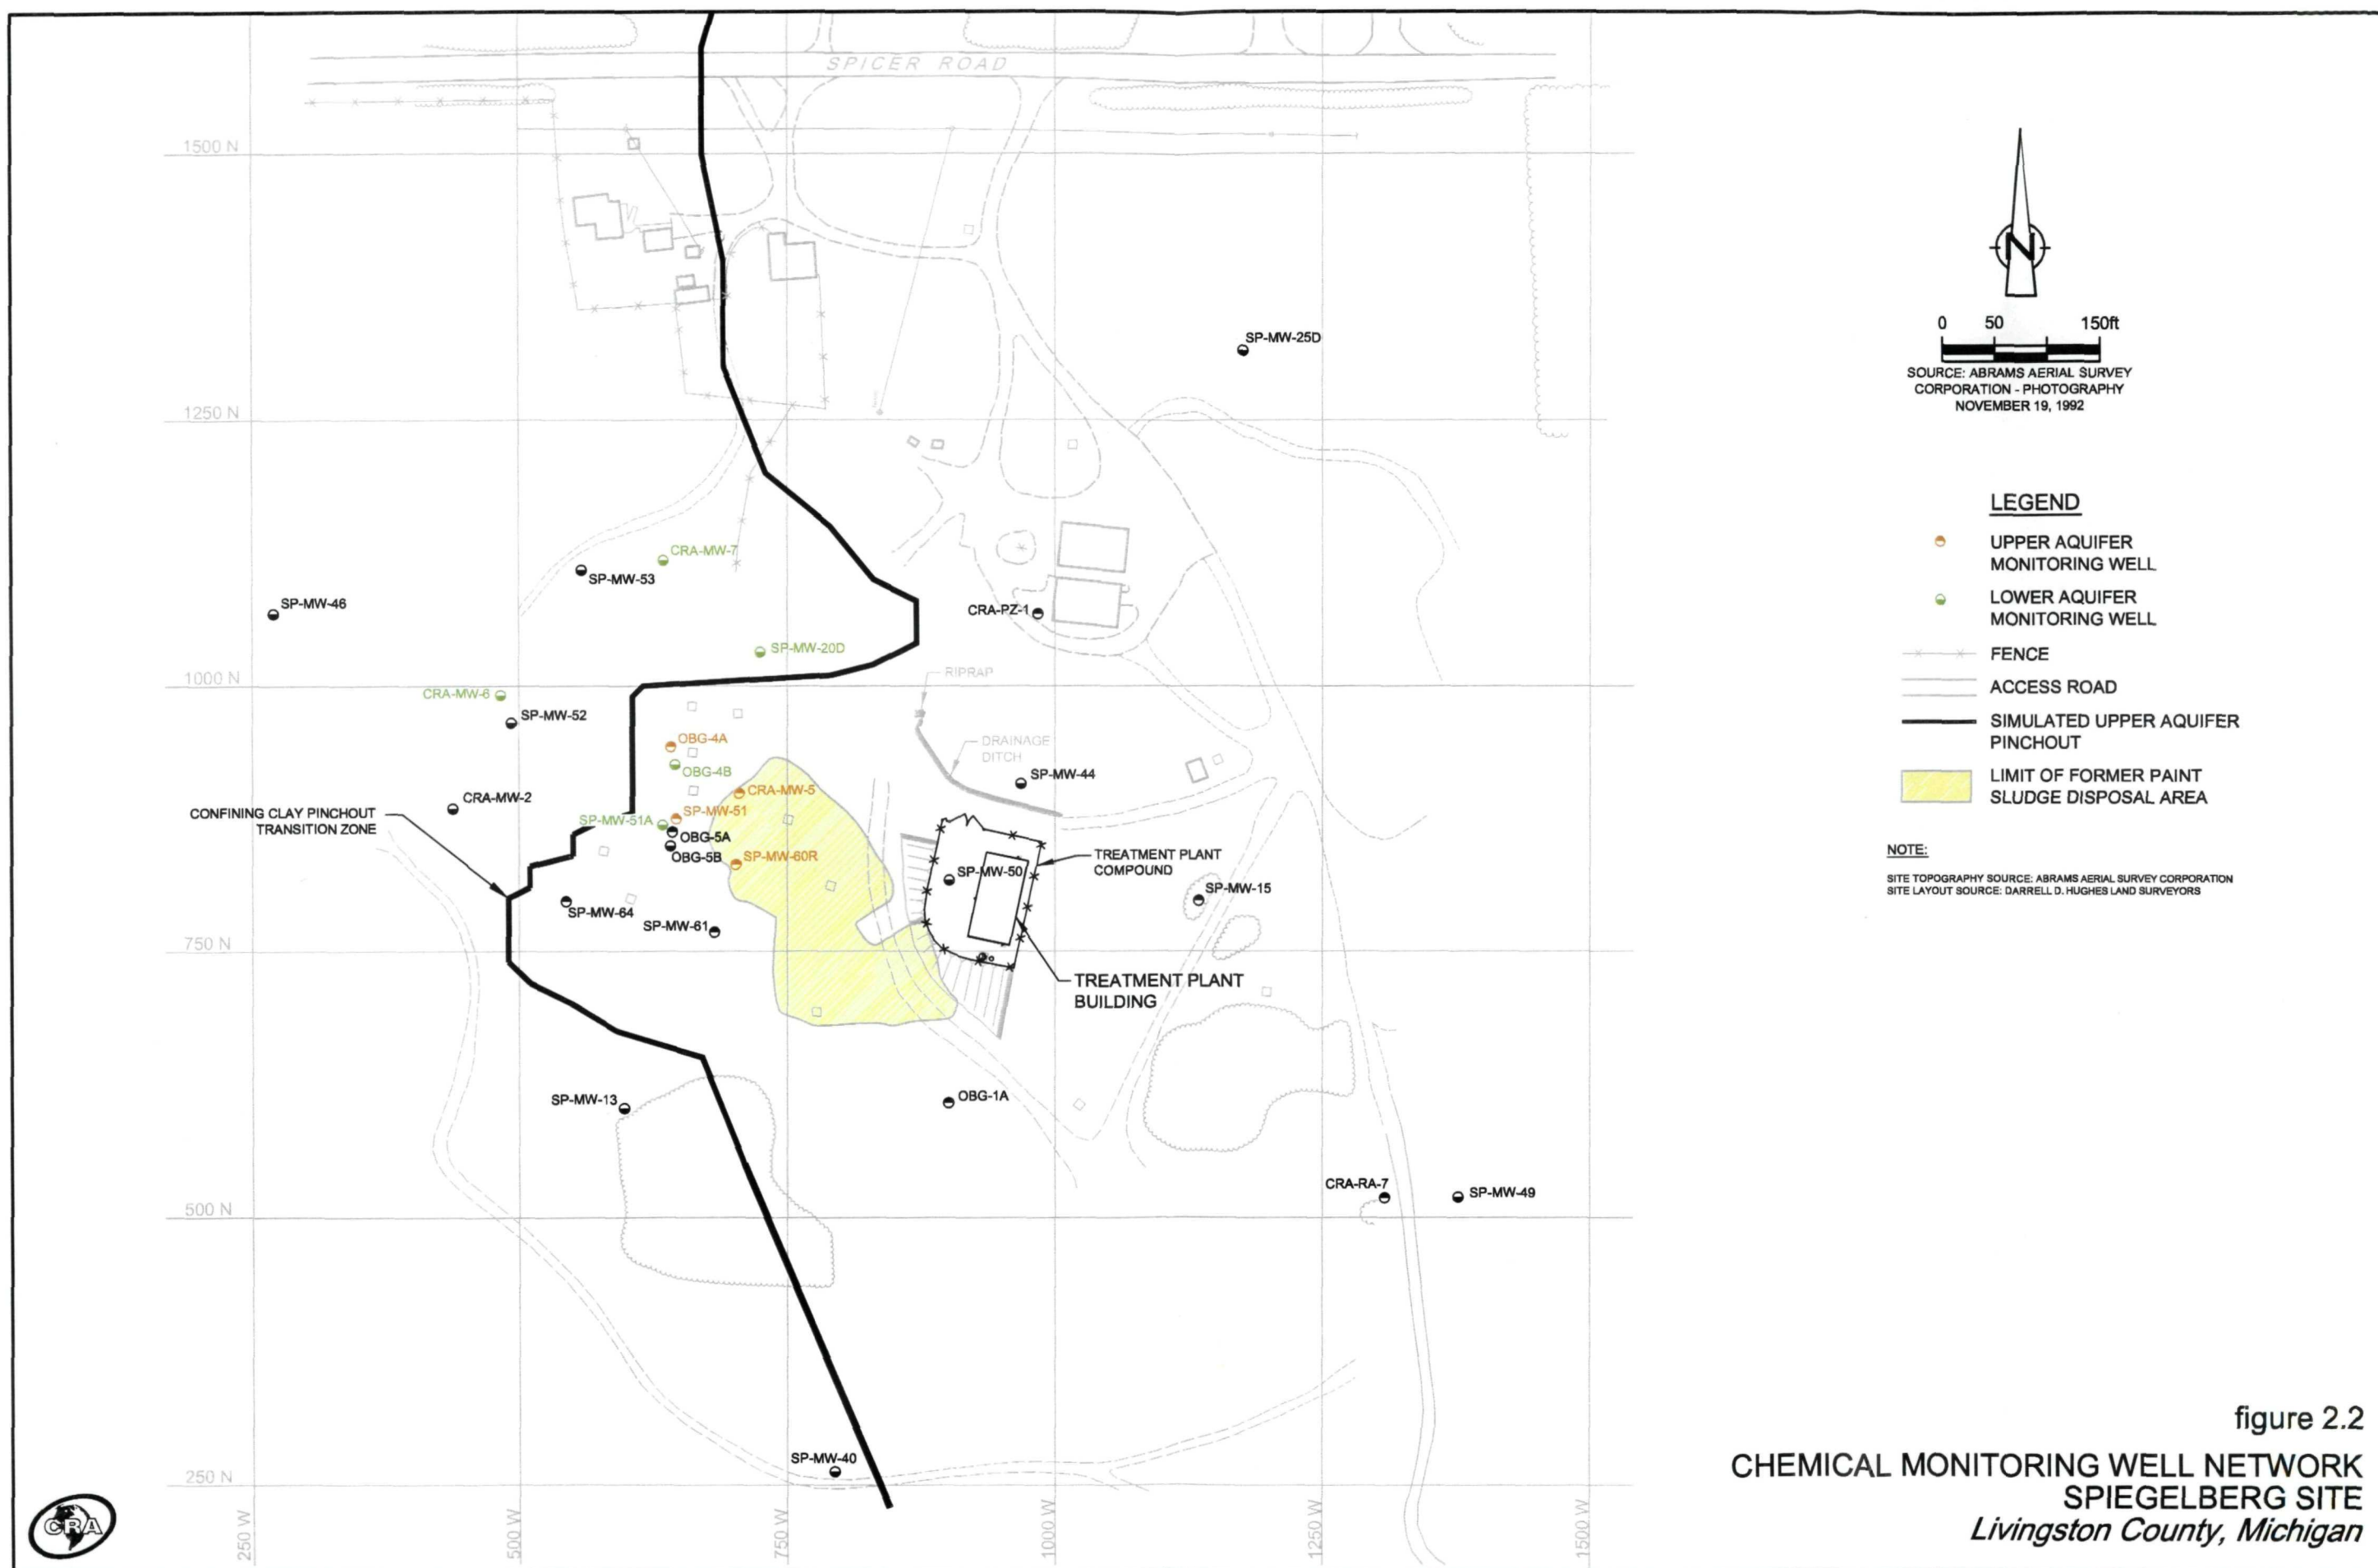 SPICER ROAD
1500 N
1250 N
1000 N
750 N
500 N
250 N
250 W
500 W
750 W
1000 W
1250 W
1500 W
SP-MW-25D
CRA-MW-7
SP-MW-53
SP-MW-46
CRA-PZ-1
SP-MW-20D
RIPRAP
CRA-MW-6
SP-MW-52
OBG-4A
DRAINAGE
DITCH
OBG-4B
SP-MW-44
CRA-MW-5
CRA-MW-2
CONFINING CLAY PINCHOUT
TRANSITION ZONE
SP-MW-51
SP-MW-51A
OBG-5A
OBG-5B
SP-MW-60R
TREATMENT PLANT
COMPOUND
SP-MW-50
SP-MW-15
SP-MW-64
SP-MW-61
TREATMENT PLANT
BUILDING
SP-MW-13
OBG-1A
CRA-RA-7
SP-MW-49
SP-MW-40
N
0 50 150ft
SOURCE: ABRAMS AERIAL SURVEY
CORPORATION - PHOTOGRAPHY
NOVEMBER 19, 1992
LEGEND
UPPER AQUIFER
MONITORING WELL
LOWER AQUIFER
MONITORING WELL
FENCE
ACCESS ROAD
SIMULATED UPPER AQUIFER
PINCHOUT
LIMIT OF FORMER PAINT
SLUDGE DISPOSAL AREA
NOTE:
SITE TOPOGRAPHY SOURCE: ABRAMS AERIAL SURVEY CORPORATION
SITE LAYOUT SOURCE: DARRELL D. HUGHES LAND SURVEYORS
figure 2.2
CHEMICAL MONITORING WELL NETWORK
SPIEGELBERG SITE
Livingston County, Michigan
CRA